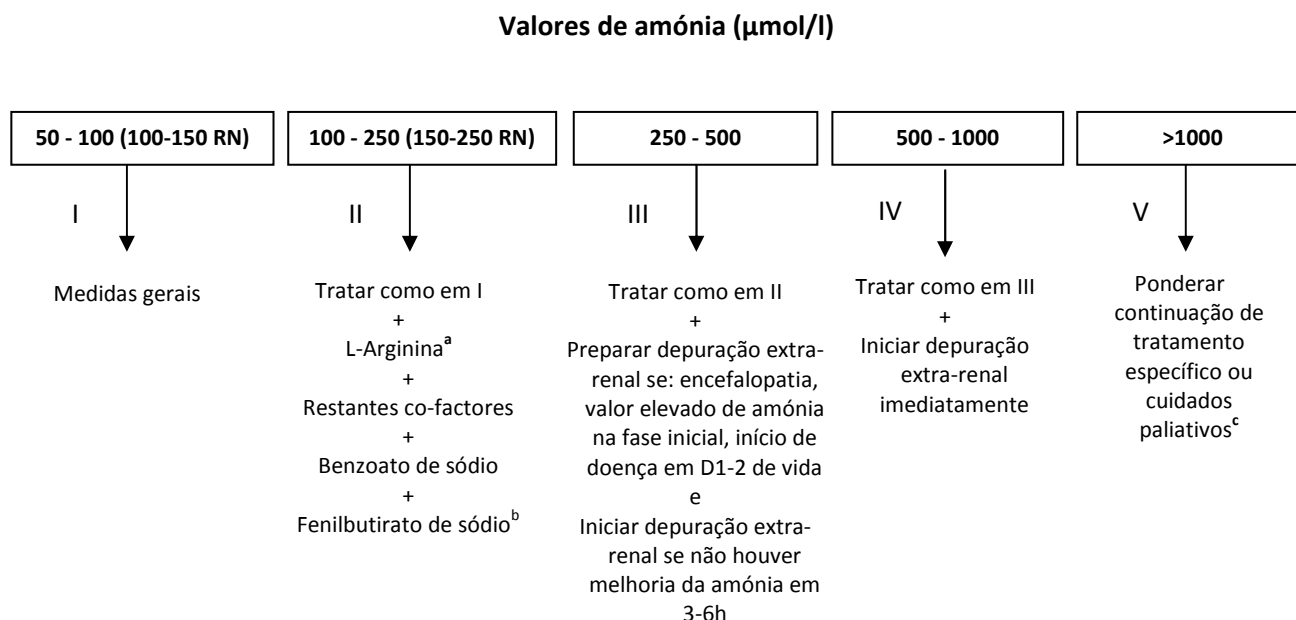 Valores de amónia (µmol/l)
50 - 100 (100-150 RN)
I
Medidas gerais
100 - 250 (150-250 RN)
II
Tratar como em I
+
L-Argininaᵃ
+
Restantes co-factores
+
Benzoato de sódio
+
Fenilbutirato de sódioᵇ
250 - 500
III
Tratar como em II
+
Preparar depuração extra-
renal se: encefalopatia,
valor elevado de amónia
na fase inicial, início de
doença em D1-2 de vida
e
Iniciar depuração extra-
renal se não houver
melhoria da amónia em
3-6h
500 - 1000
IV
Tratar como em III
+
Iniciar depuração
extra-renal
imediatamente
>1000
V
Ponderar
continuação de
tratamento
específico ou
cuidados
paliativosᶜ